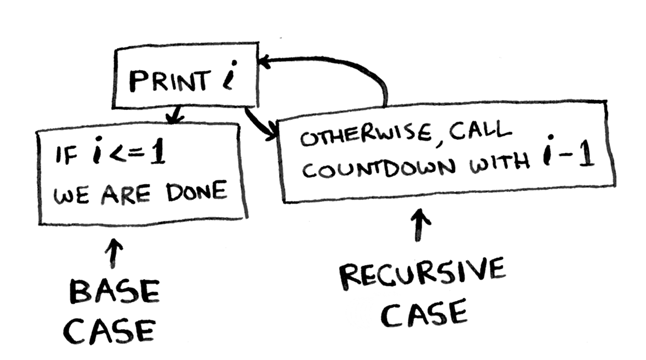 PRINT i
IF i<=1
WE ARE DONE
OTHERWISE, CALL
COUNTDOWN WITH i-1
BASE
CASE
RECURSIVE
CASE